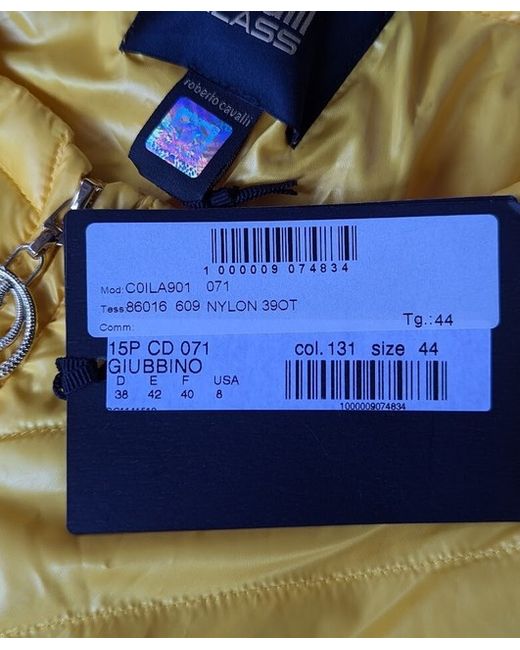 CLASS
roberto cavalli
1 000009 074834
Mod: C0ILA901 071
Tess: 86016 609 NYLON 39OT
Comm: Tg.: 44
15P CD 071 col. 131 size 44
GIUBBINO
D E F USA
38 42 40 8
1000009074834